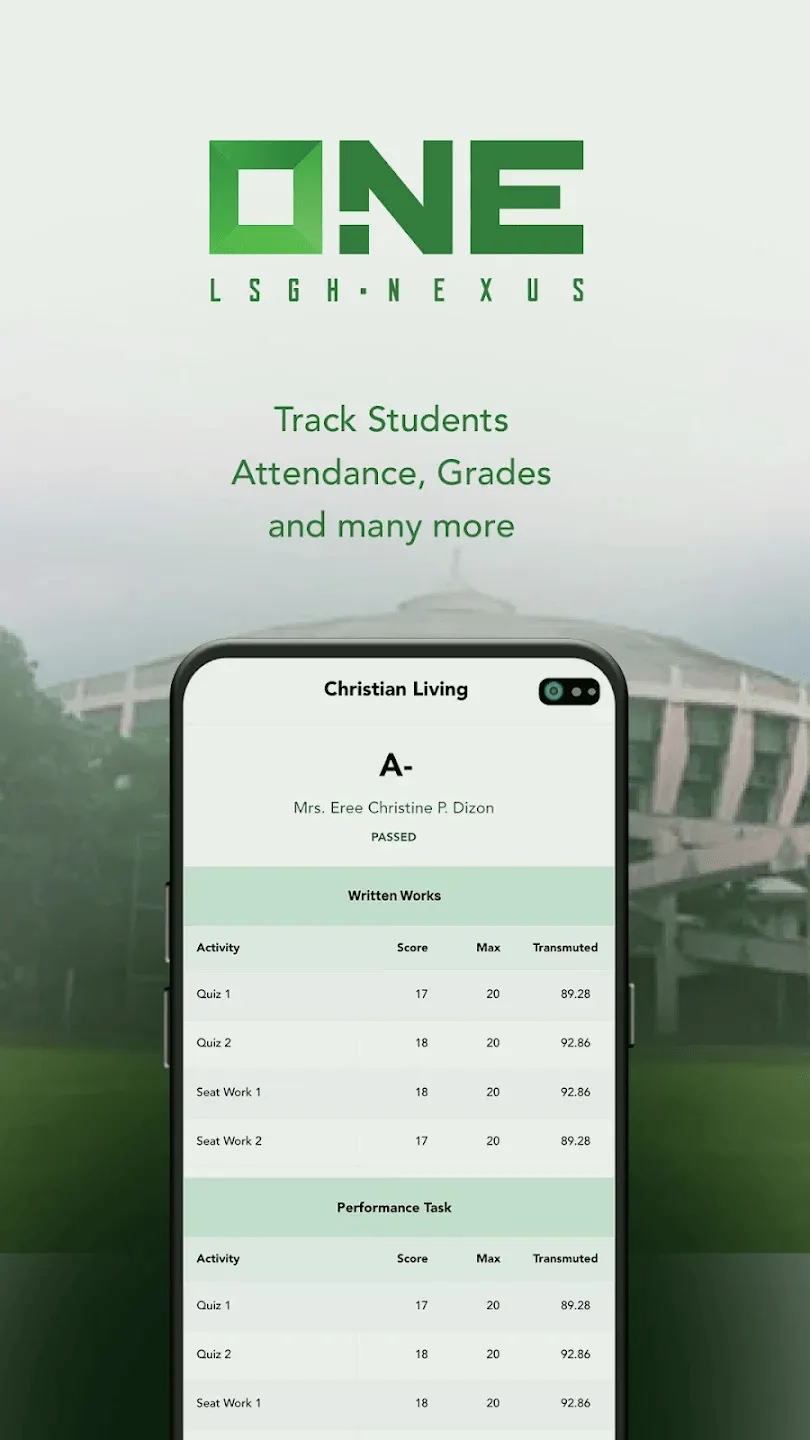 ONE
LSGH·NEXUS
Track Students
Attendance, Grades
and many more
Christian Living
A-
Mrs. Eree Christine P. Dizon
PASSED
Written Works
Activity Score Max Transmuted
Quiz 1 17 20 89.28
Quiz 2 18 20 92.86
Seat Work 1 18 20 92.86
Seat Work 2 17 20 89.28
Performance Task
Activity Score Max Transmuted
Quiz 1 17 20 89.28
Quiz 2 18 20 92.86
Seat Work 1 18 20 92.86